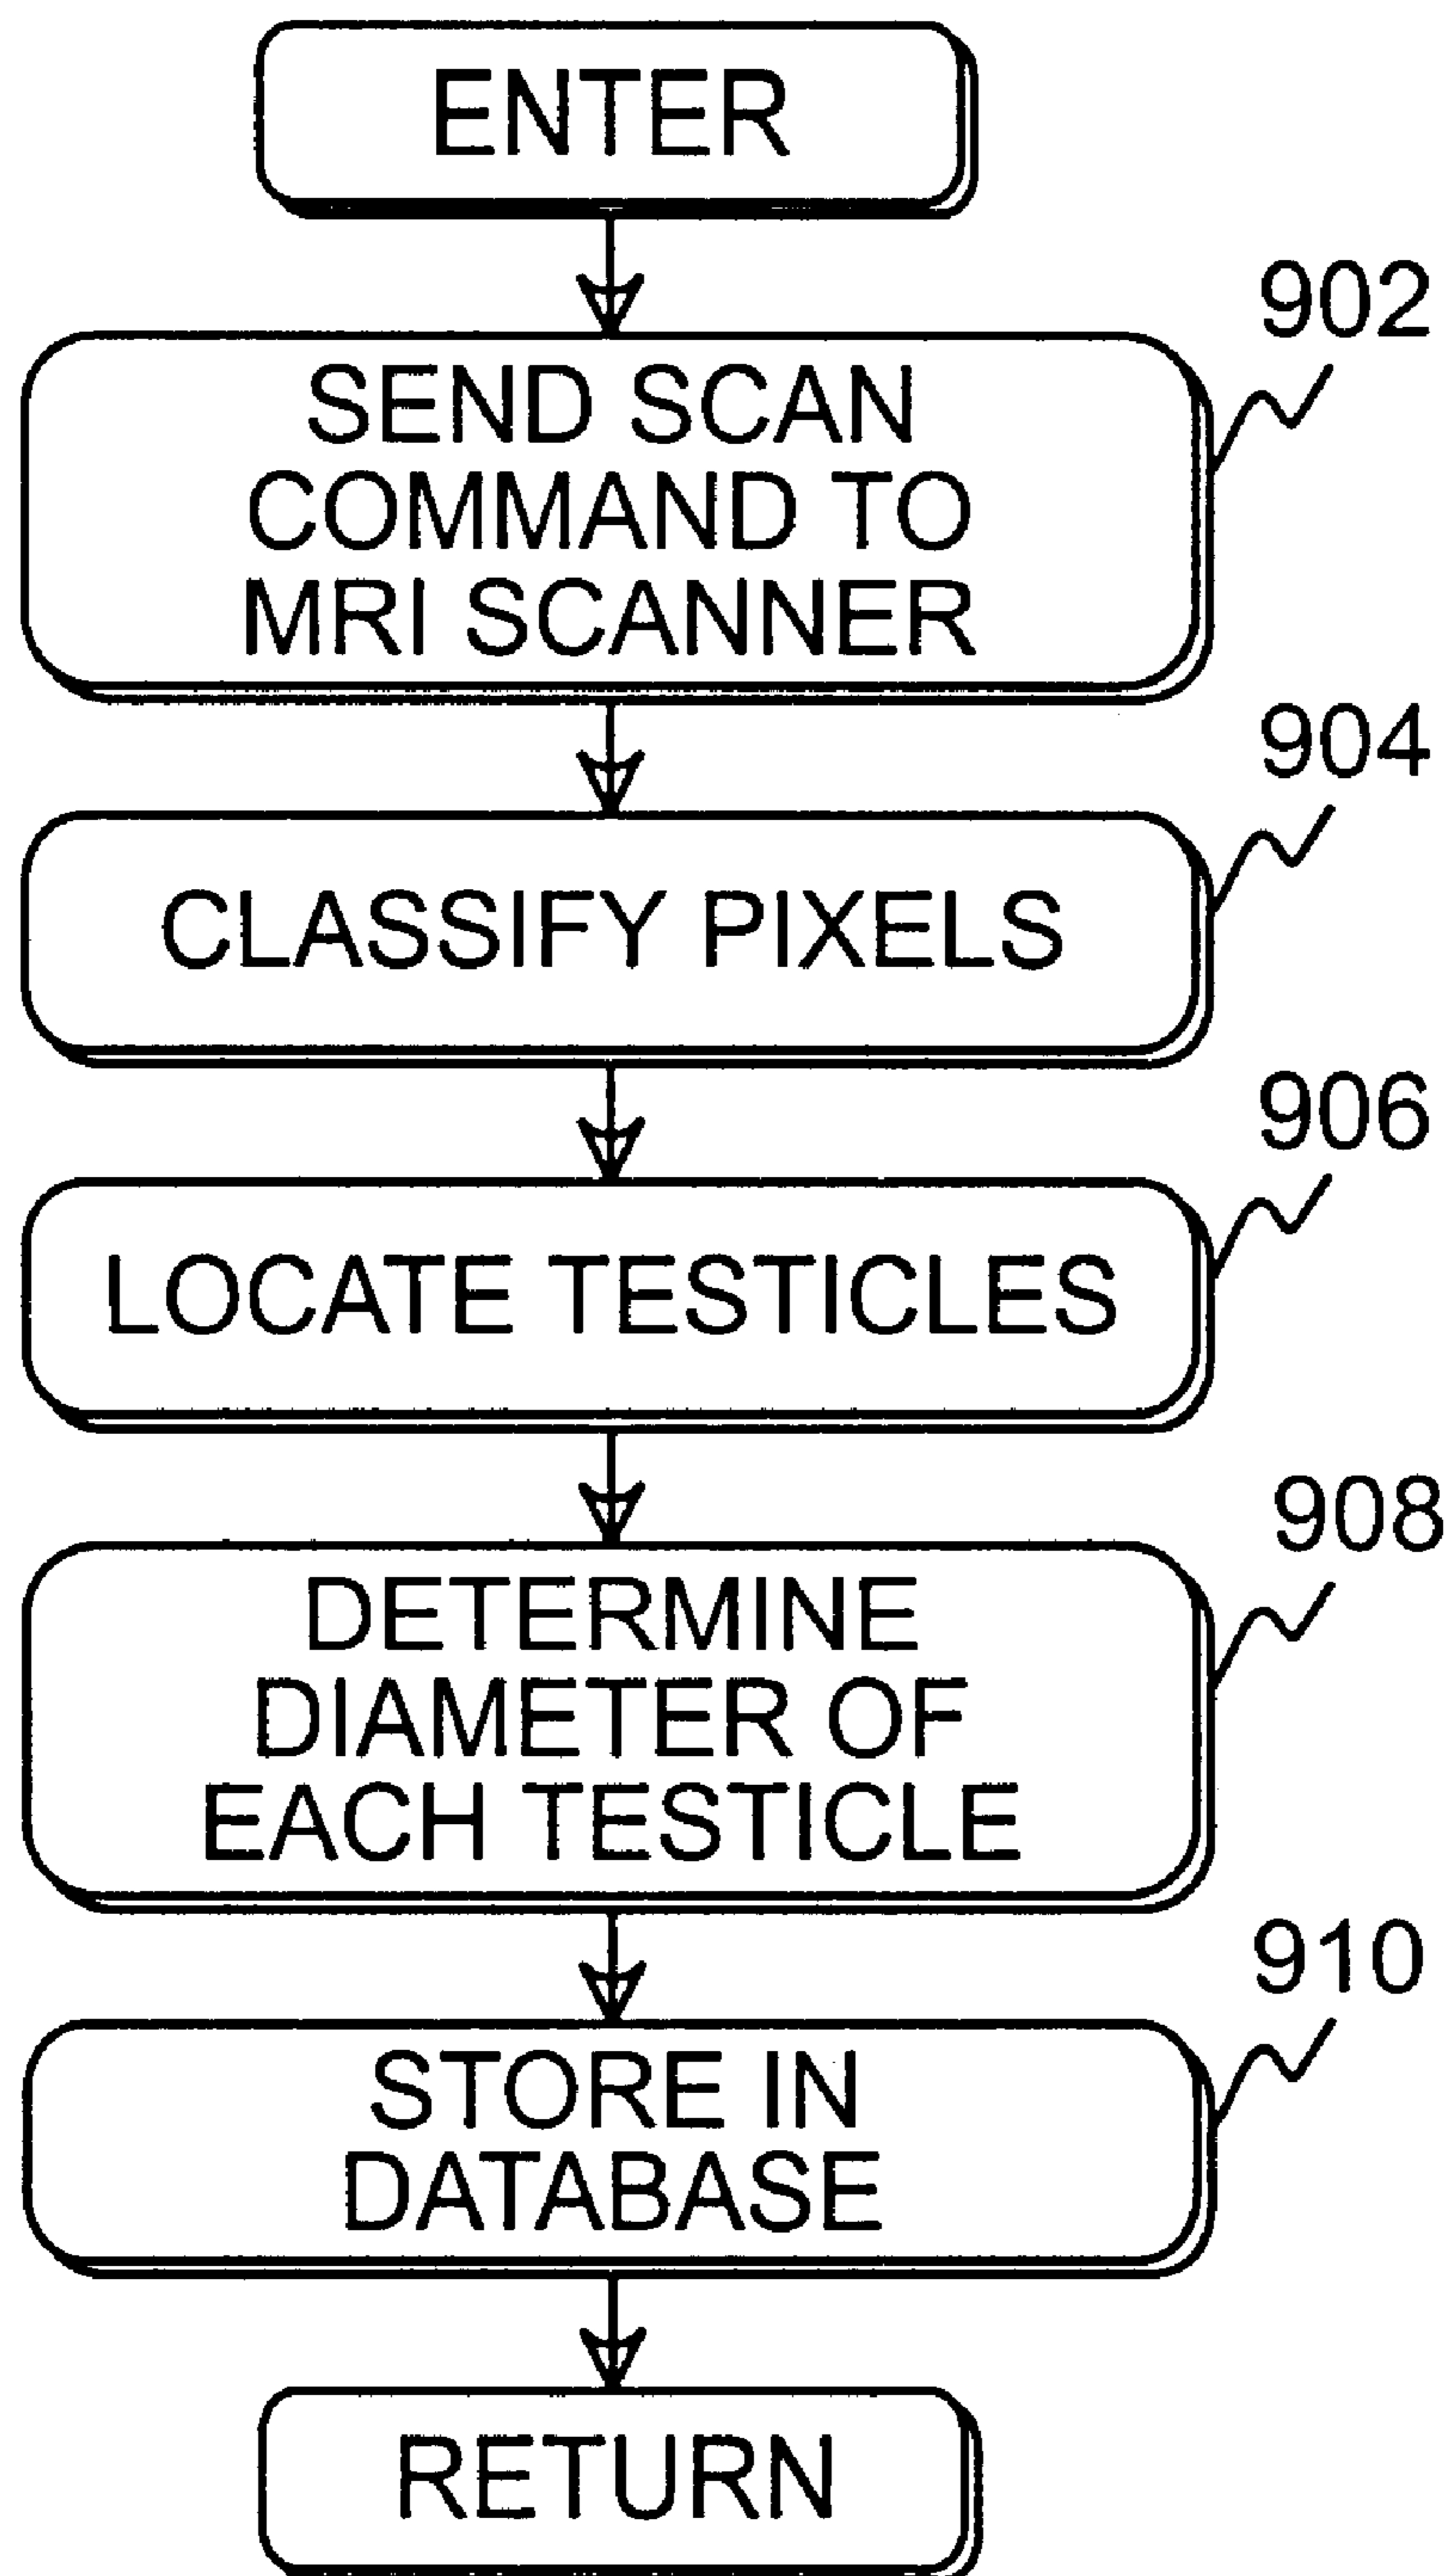 ENTER
902
SEND SCAN
COMMAND TO
MRI SCANNER
904
CLASSIFY PIXELS
906
LOCATE TESTICLES
908
DETERMINE
DIAMETER OF
EACH TESTICLE
910
STORE IN
DATABASE
RETURN